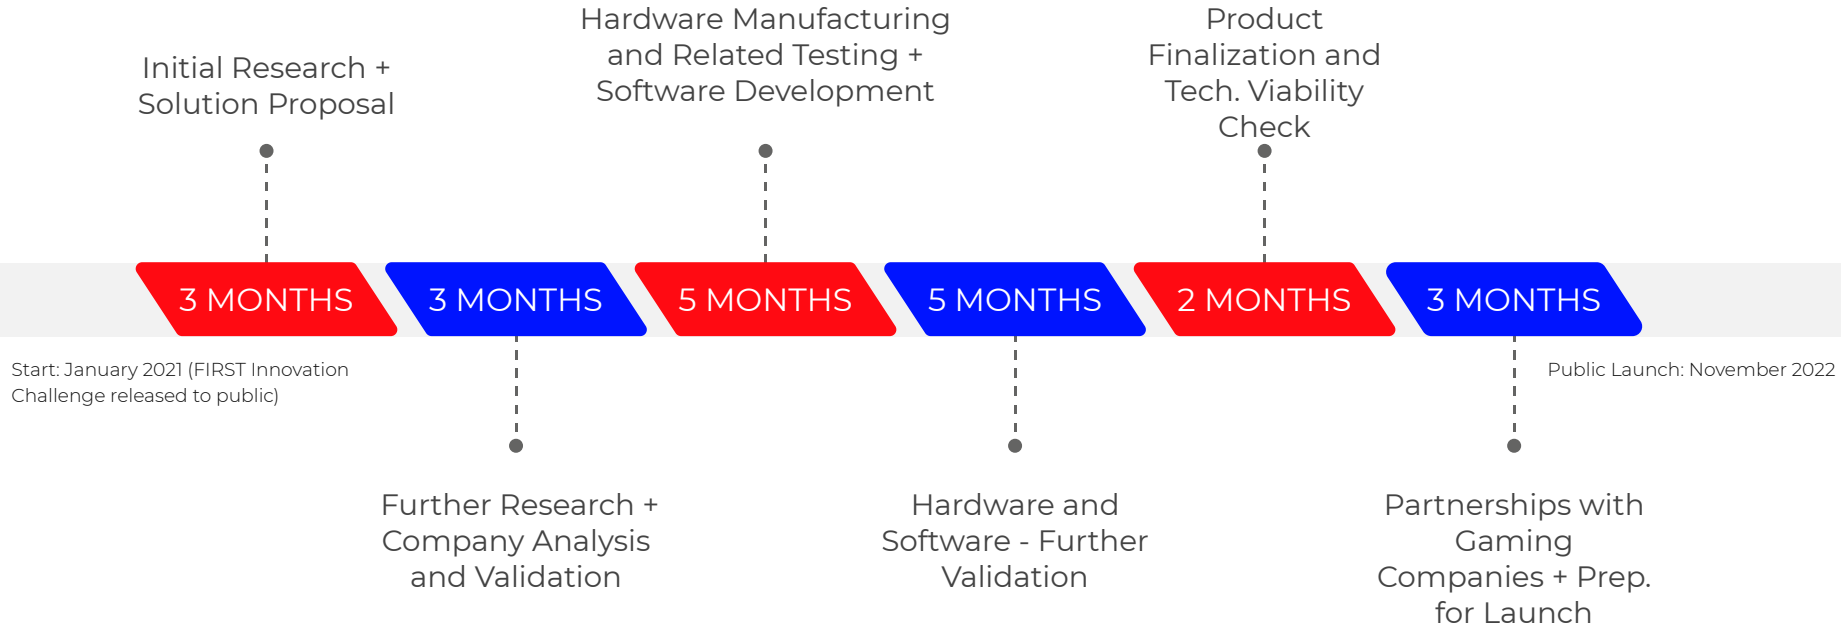 Initial Research +
Solution Proposal
Hardware Manufacturing
and Related Testing +
Software Development
Product
Finalization and
Tech. Viability
Check
3 MONTHS
3 MONTHS
5 MONTHS
5 MONTHS
2 MONTHS
3 MONTHS
Start: January 2021 (FIRST Innovation
Challenge released to public)
Public Launch: November 2022
Further Research +
Company Analysis
and Validation
Hardware and
Software - Further
Validation
Partnerships with
Gaming
Companies + Prep.
for Launch